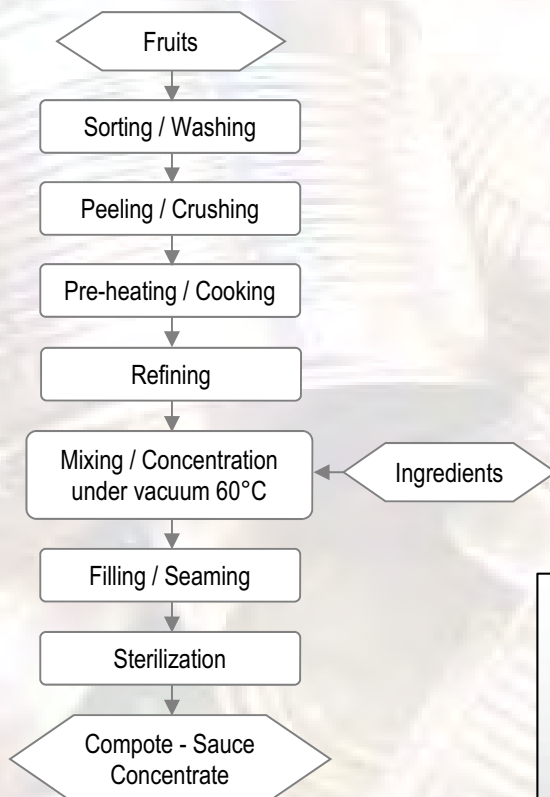 Fruits
Sorting / Washing
Peeling / Crushing
Pre-heating / Cooking
Refining
Mixing / Concentration
under vacuum 60°C
Ingredients
Filling / Seaming
Sterilization
Compote - Sauce
Concentrate